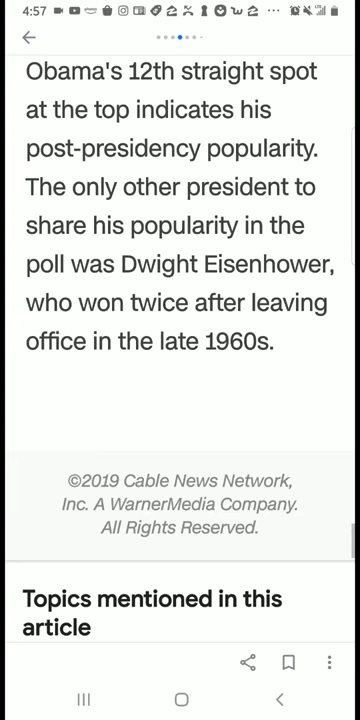 4:57
Obama's 12th straight spot
at the top indicates his
post-presidency popularity.
The only other president to
share his popularity in the
poll was Dwight Eisenhower,
who won twice after leaving
office in the late 1960s.
©2019 Cable News Network,
Inc. A WarnerMedia Company.
All Rights Reserved.
Topics mentioned in this
article